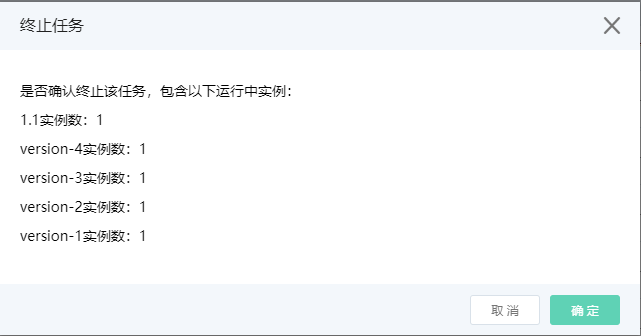 终止任务
是否确认终止该任务，包含以下运行中实例：
1.1实例数：1
version-4实例数：1
version-3实例数：1
version-2实例数：1
version-1实例数：1
取消 确定